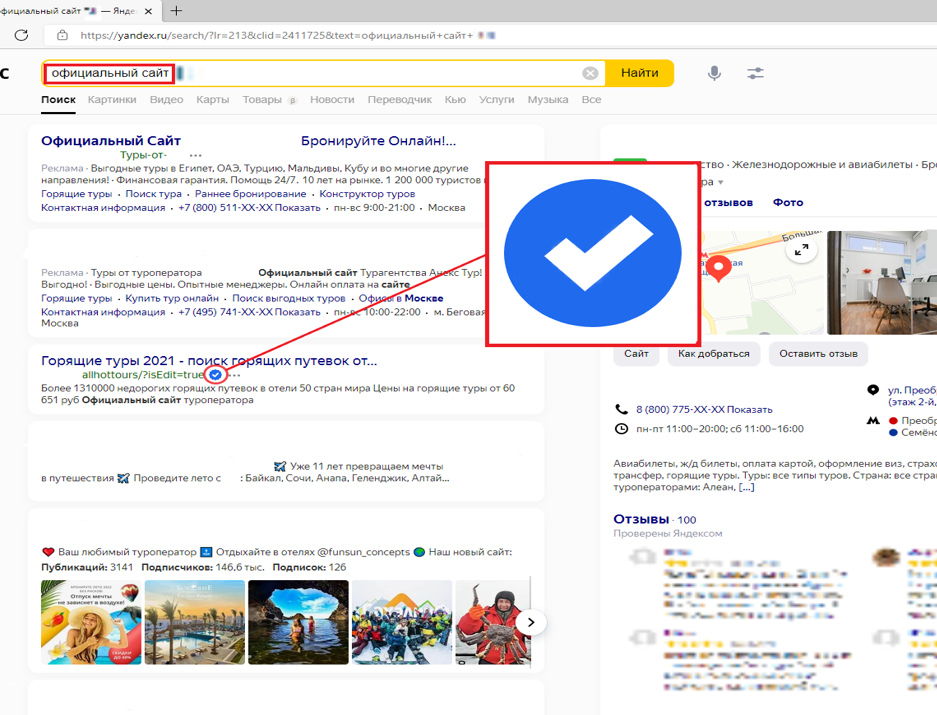 официальный сайт — Янде
https://yandex.ru/search/?lr=213&clid=2411725&text=официальный+сайт+
официальный сайт
Найти
Поиск Картинки Видео Карты Товары β Новости Переводчик Кью Услуги Музыка Все
Официальный Сайт Бронируйте Онлайн!...
Туры-от-
Реклама · Выгодные туры в Египет, ОАЭ, Турцию, Мальдивы, Кубу и во многие другие
направления! · Финансовая гарантия. Помощь 24/7. 10 лет на рынке. 1 200 000 туристов
Горящие туры · Поиск тура · Раннее бронирование · Конструктор туров
Контактная информация · +7 (800) 511-XX-XX Показать · пн-вс 9:00-21:00 · Москва
Реклама · Туры от туроператора Официальный сайт Турагентства Анекс Тур!
Выгодно! · Выгодные цены. Опытные менеджеры. Онлайн оплата на сайте
Горящие туры · Купить тур онлайн · Поиск выгодных туров · Офисы в Москве
Контактная информация · +7 (495) 741-XX-XX Показать · пн-вс 10:00-22:00 · м. Беговая
Москва
Горящие туры 2021 - поиск горящих путевок от...
allhottours/?isEdit=true
Более 1310000 недорогих горящих путевок в отели 50 стран мира Цены на горящие туры от 60
651 руб Официальный сайт туроператора
Уже 11 лет превращаем мечты
в путешествия Проведите лето с : Байкал, Сочи, Анапа, Геленджик, Алтай...
Ваш любимый туроператор Отдыхайте в отелях @funsun_concepts Наш новый сайт:
Публикаций: 3141 Подписчиков: 146,6 тыс. Подписок: 126
Отпуск мечты
не зависнет в воздухе!
ство · Железнодорожные и авиабилеты · Бро
ра
отзывов Фото
Больша
Сайт Как добраться Оставить отзыв
8 (800) 775-XX-XX Показать
пн-пт 11:00–20:00; сб 11:00–16:00
ул. Преоб
(этаж 2-й,
Преобр
Семёно
Авиабилеты, ж/д билеты, оплата картой, оформление виз, страхо
трансфер, горящие туры. Туры: все типы туров. Страна: все стран
туроператорами: Алеан, [...]
Отзывы · 100
Проверены Яндексом